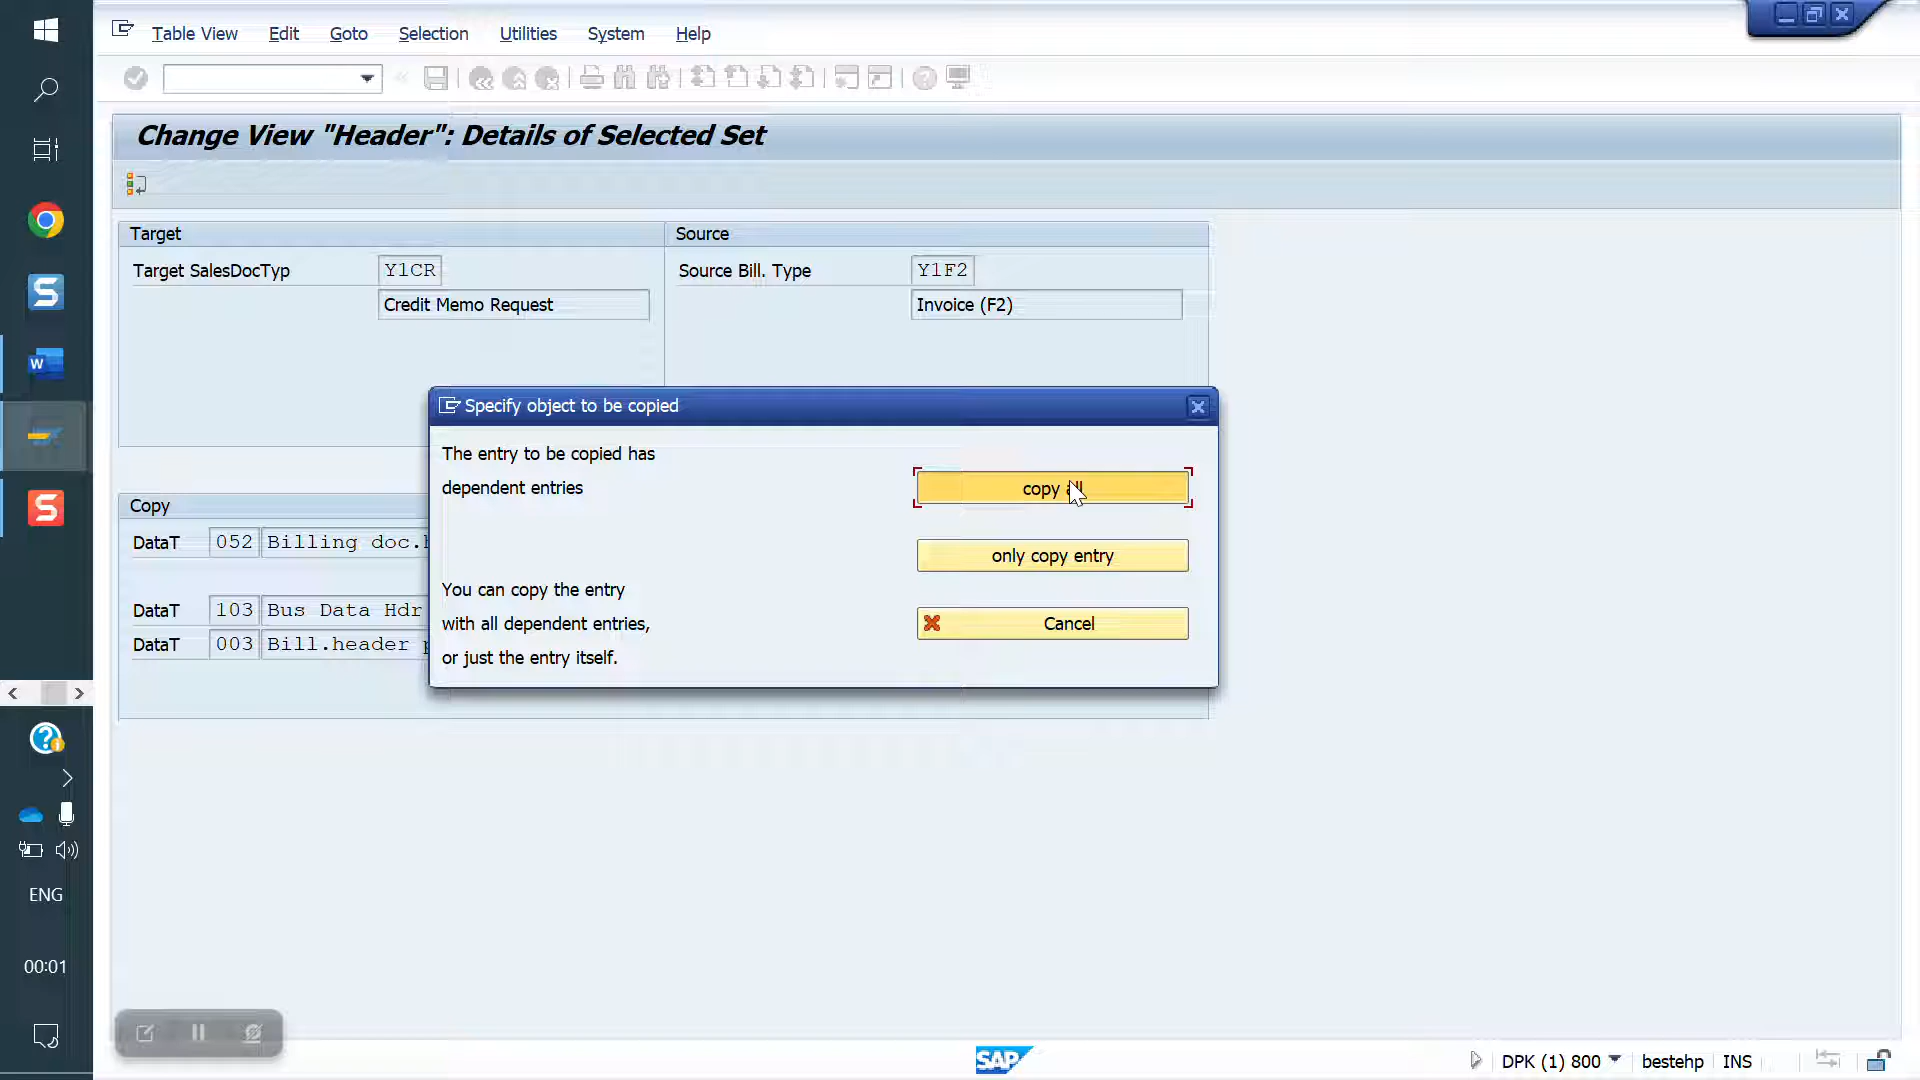 Table View Edit Goto Selection Utilities System Help
Change View "Header": Details of Selected Set
Target Source
Target SalesDocTyp Y1CR Source Bill. Type Y1F2
Credit Memo Request Invoice (F2)
Specify object to be copied
The entry to be copied has
dependent entries
copy all
only copy entry
You can copy the entry
with all dependent entries,
or just the entry itself.
Cancel
Copy
DataT 052 Billing doc.
DataT 103 Bus Data Hdr
DataT 003 Bill.header
ENG
00:01
SAP DPK (1) 800 bestehp INS